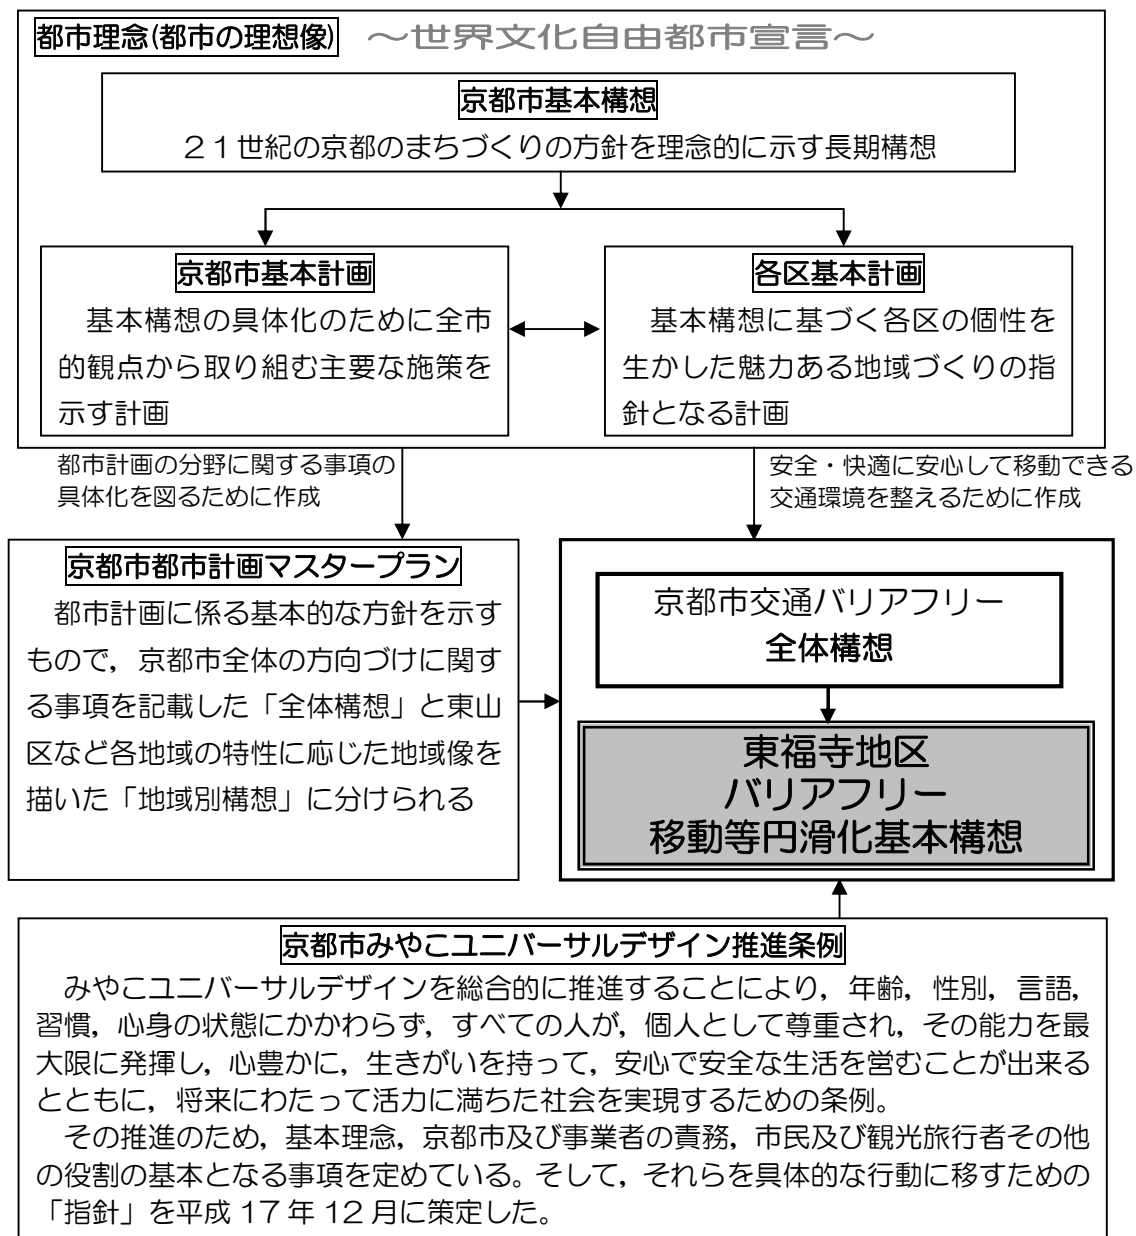 都市理念(都市の理想像) ～世界文化自由都市宣言～
京都市基本構想
２１世紀の京都のまちづくりの方針を理念的に示す長期構想
京都市基本計画
基本構想の具体化のために全市
的観点から取り組む主要な施策を
示す計画
各区基本計画
基本構想に基づく各区の個性を
生かした魅力ある地域づくりの指
針となる計画
都市計画の分野に関する事項の
具体化を図るために作成
安全・快適に安心して移動できる
交通環境を整えるために作成
京都市都市計画マスタープラン
都市計画に係る基本的な方針を示す
もので，京都市全体の方向づけに関す
る事項を記載した「全体構想」と東山
区など各地域の特性に応じた地域像を
描いた「地域別構想」に分けられる
京都市交通バリアフリー
全体構想
東福寺地区
バリアフリー
移動等円滑化基本構想
京都市みやこユニバーサルデザイン推進条例
みやこユニバーサルデザインを総合的に推進することにより，年齢，性別，言語，
習慣，心身の状態にかかわらず，すべての人が，個人として尊重され，その能力を最
大限に発揮し，心豊かに，生きがいを持って，安心で安全な生活を営むことが出来る
とともに，将来にわたって活力に満ちた社会を実現するための条例。
その推進のため，基本理念，京都市及び事業者の責務，市民及び観光旅行者その他
の役割の基本となる事項を定めている。そして，それらを具体的な行動に移すための
「指針」を平成 17 年 12 月に策定した。